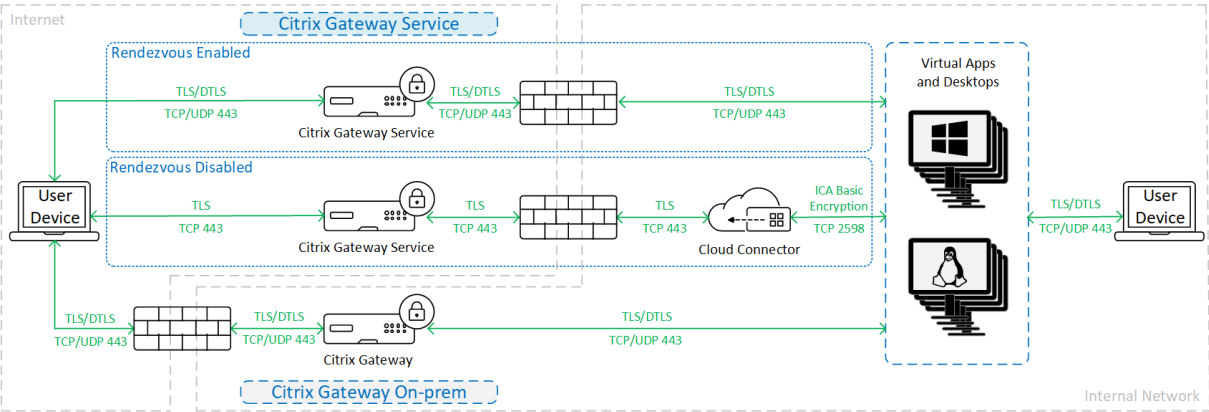 Internet
Citrix Gateway Service
Rendezvous Enabled
TLS/DTLS
TCP/UDP 443
Citrix Gateway Service
TLS/DTLS
TCP/UDP 443
TLS/DTLS
TCP/UDP 443
Virtual Apps
and Desktops
Rendezvous Disabled
User
Device
TLS
TCP 443
Citrix Gateway Service
TLS
TCP 443
TLS
TCP 443
Cloud Connector
ICA Basic
Encryption
TCP 2598
TLS/DTLS
TCP/UDP 443
User
Device
TLS/DTLS
TCP/UDP 443
TLS/DTLS
TCP/UDP 443
Citrix Gateway
TLS/DTLS
TCP/UDP 443
Citrix Gateway On-prem
Internal Network